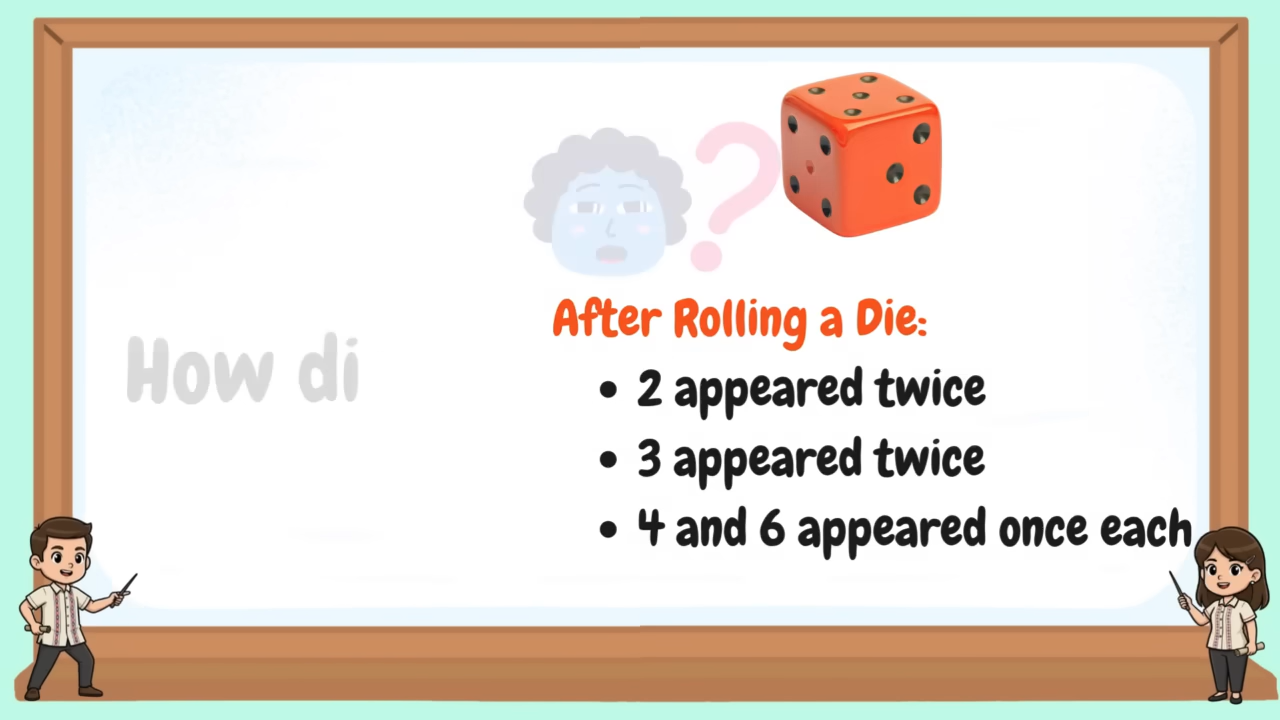 How di
After Rolling a Die:
• 2 appeared twice
• 3 appeared twice
• 4 and 6 appeared once each